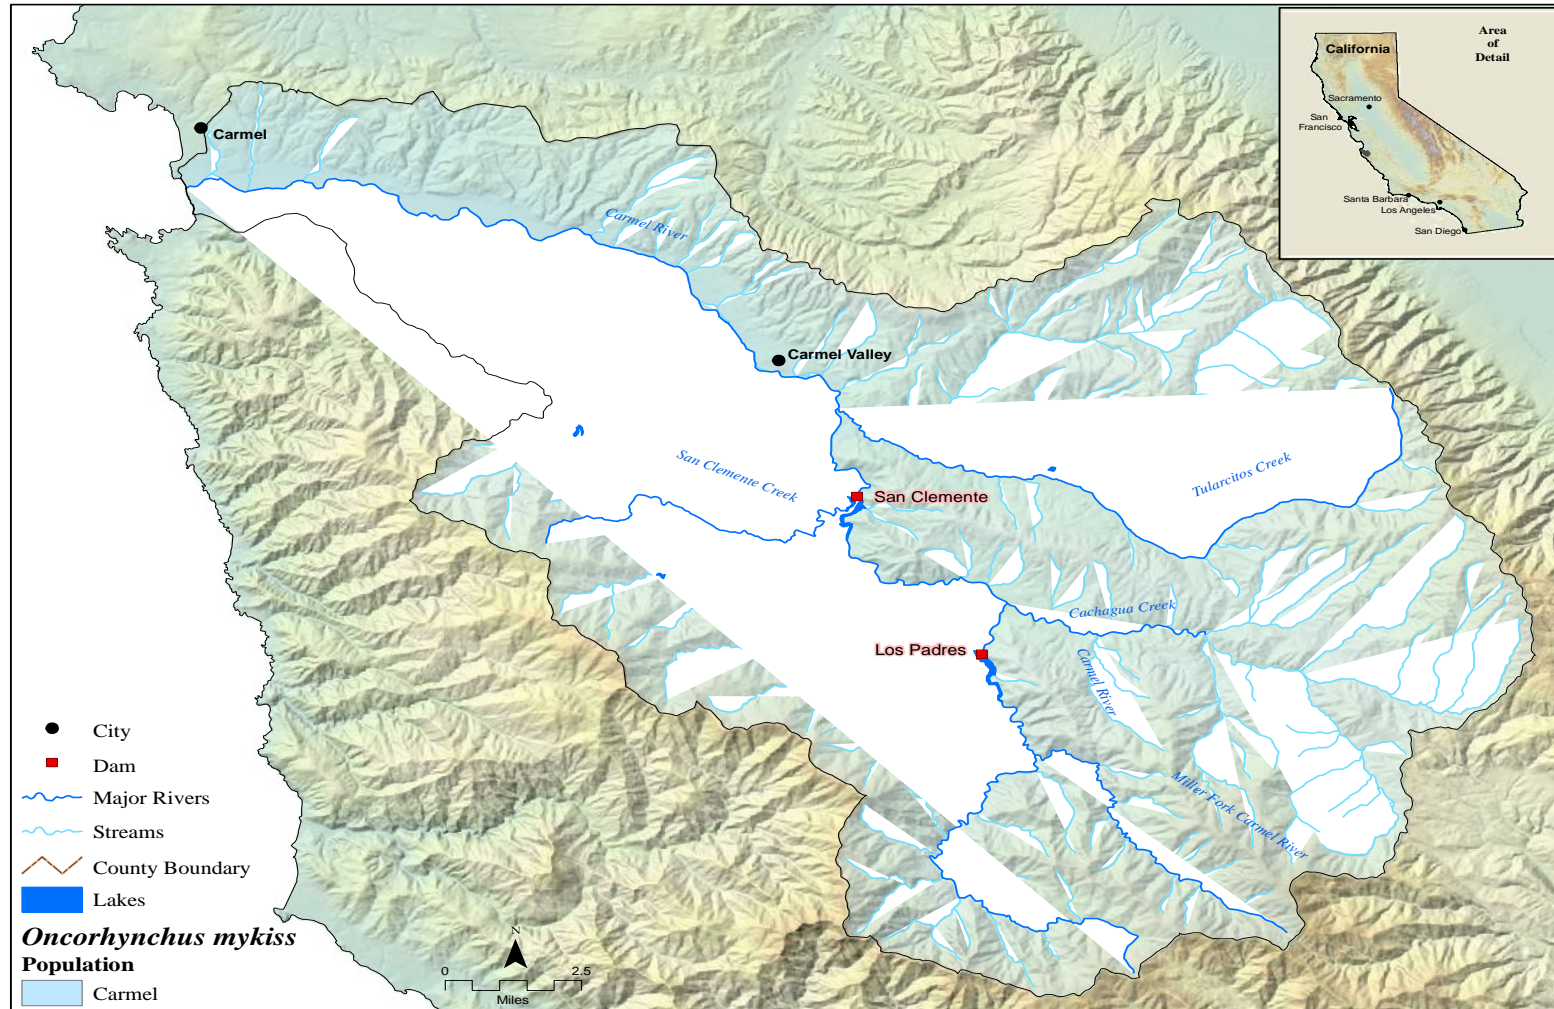 Area
of
Detail
California
Sacramento
San
Francisco
Santa Barbara
Los Angeles
San Diego
Carmel
Carmel River
Carmel Valley
San Clemente Creek
San Clemente
Tularcitos Creek
Cachagua Creek
Los Padres
Carmel River
Miller Fork Carmel River
City
Dam
Major Rivers
Streams
County Boundary
Lakes
Oncorhynchus mykiss
Population
Carmel
N
0 2.5
Miles